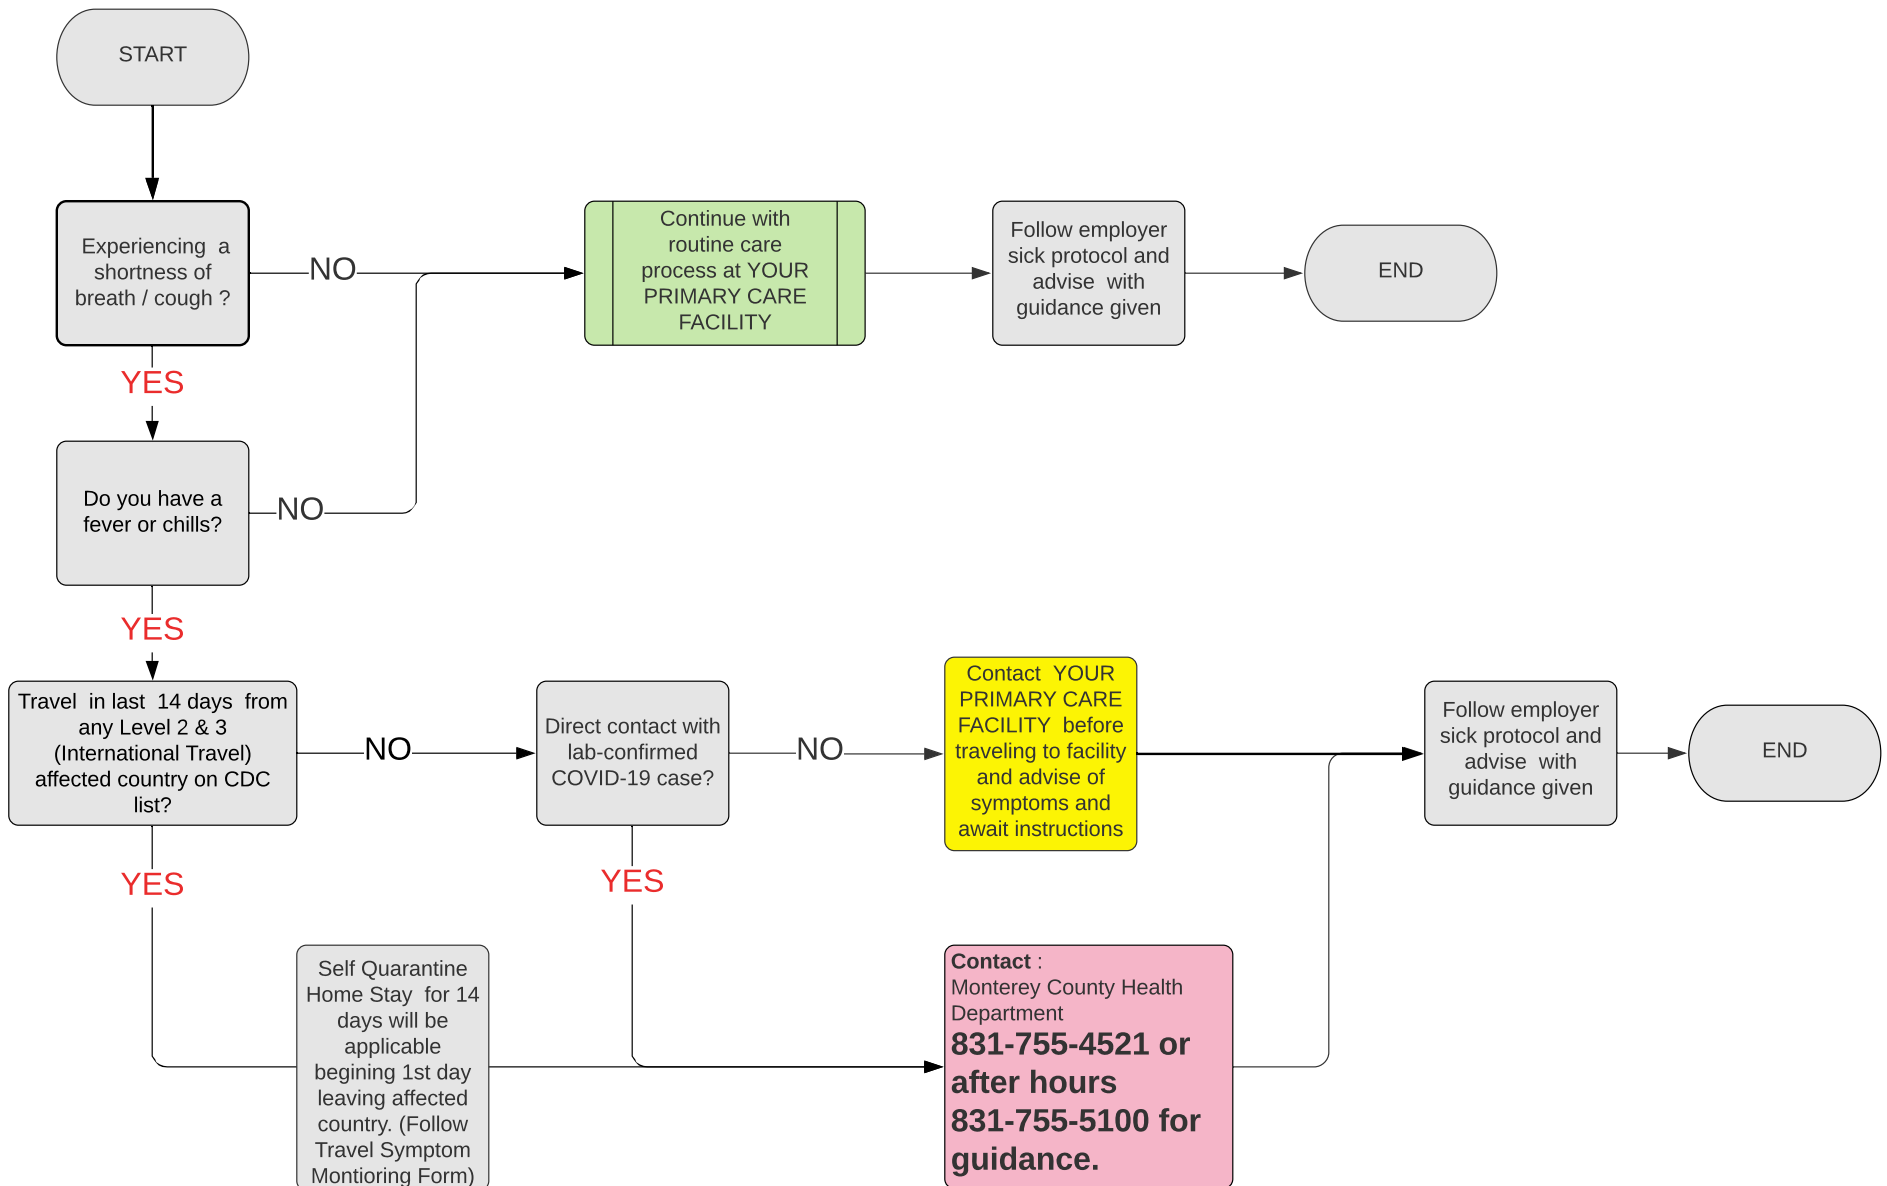 START
Experiencing a
shortness of
breath / cough ?
NO
Continue with
routine care
process at YOUR
PRIMARY CARE
FACILITY
Follow employer
sick protocol and
advise with
guidance given
END
YES
Do you have a
fever or chills?
NO
YES
Travel in last 14 days from
any Level 2 & 3
(International Travel)
affected country on CDC
list?
NO
Direct contact with
lab-confirmed
COVID-19 case?
NO
Contact YOUR
PRIMARY CARE
FACILITY before
traveling to facility
and advise of
symptoms and
await instructions
Follow employer
sick protocol and
advise with
guidance given
END
YES
YES
Self Quarantine
Home Stay for 14
days will be
applicable
begining 1st day
leaving affected
country. (Follow
Travel Symptom
Montioring Form)
Contact :
Monterey County Health
Department
831-755-4521 or
after hours
831-755-5100 for
guidance.